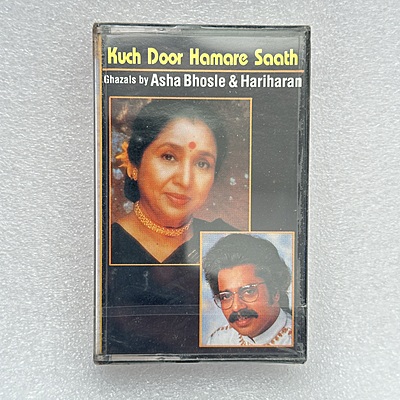 Kuch Door Hamare Saath
Ghazals by Asha Bhosle & Hariharan